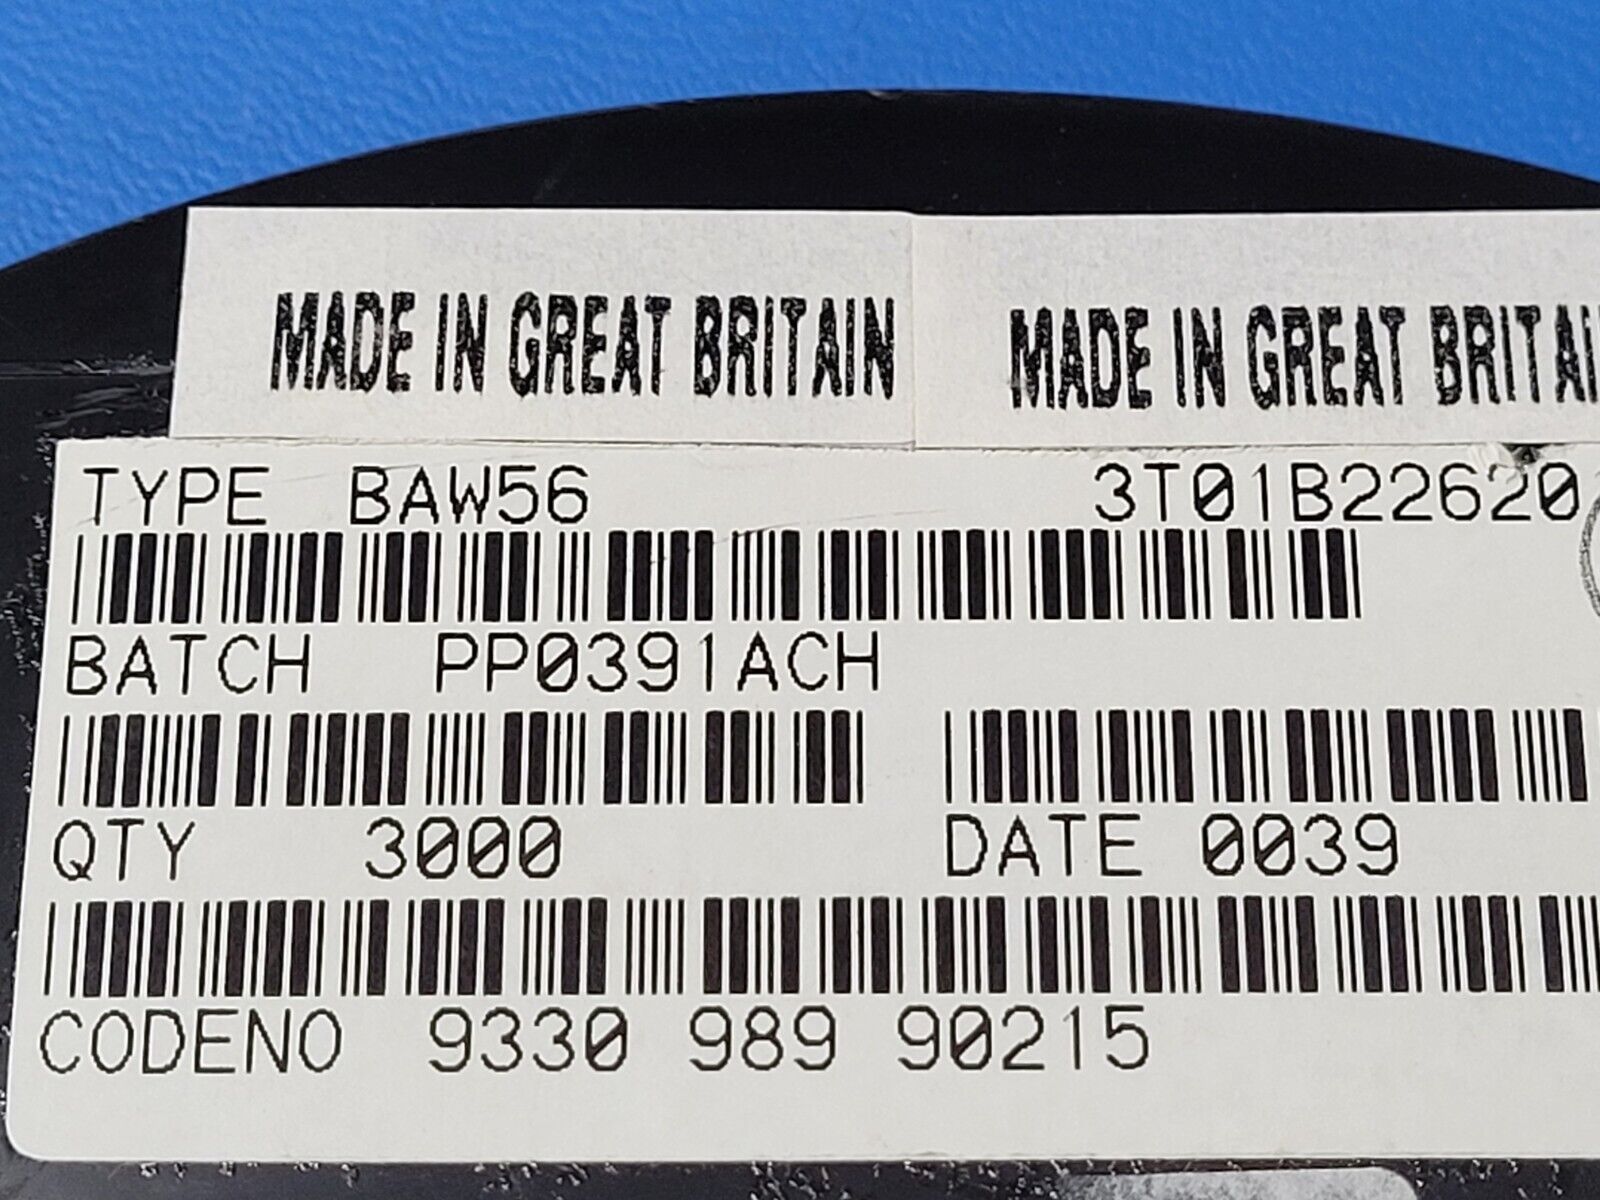 MADE IN GREAT BRITAIN MADE IN GREAT BRITAI
TYPE BAW56 3T01B22620
BATCH PP0391ACH
QTY 3000 DATE 0039
CODENO 9330 989 90215